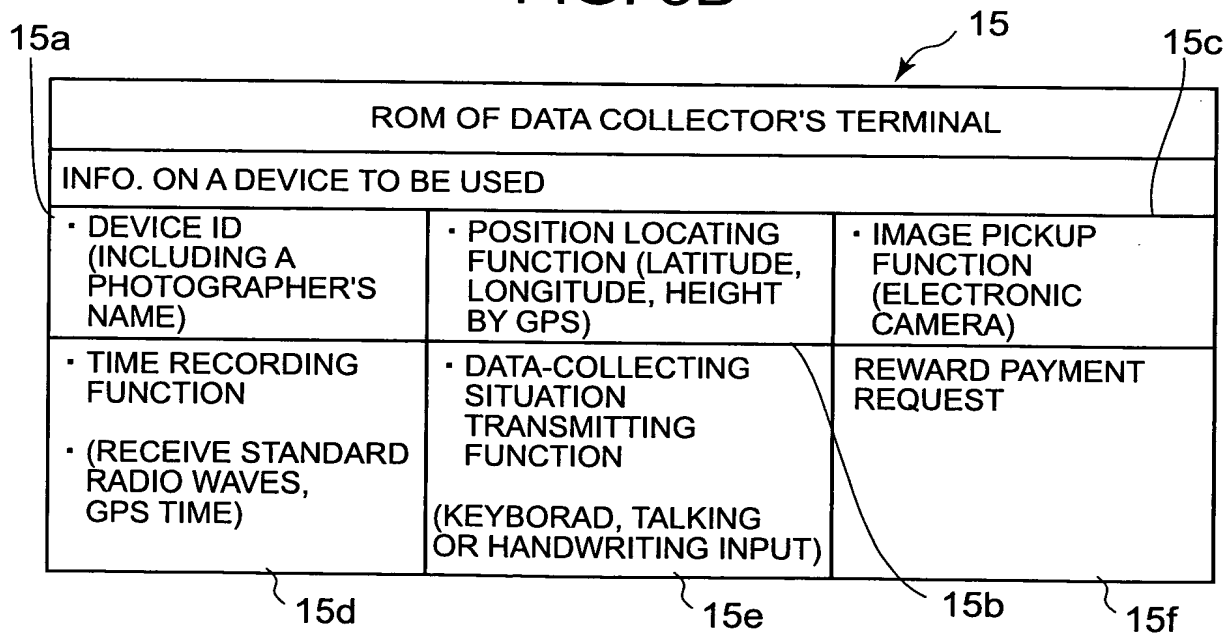 15a
15
15c
ROM OF DATA COLLECTOR'S TERMINAL
INFO. ON A DEVICE TO BE USED
· DEVICE ID
(INCLUDING A
PHOTOGRAPHER'S
NAME)
· POSITION LOCATING
FUNCTION (LATITUDE,
LONGITUDE, HEIGHT
BY GPS)
· IMAGE PICKUP
FUNCTION
(ELECTRONIC
CAMERA)
· TIME RECORDING
FUNCTION
· (RECEIVE STANDARD
RADIO WAVES,
GPS TIME)
· DATA-COLLECTING
SITUATION
TRANSMITTING
FUNCTION
(KEYBORAD, TALKING
OR HANDWRITING INPUT)
REWARD PAYMENT
REQUEST
15d
15e
15b
15f